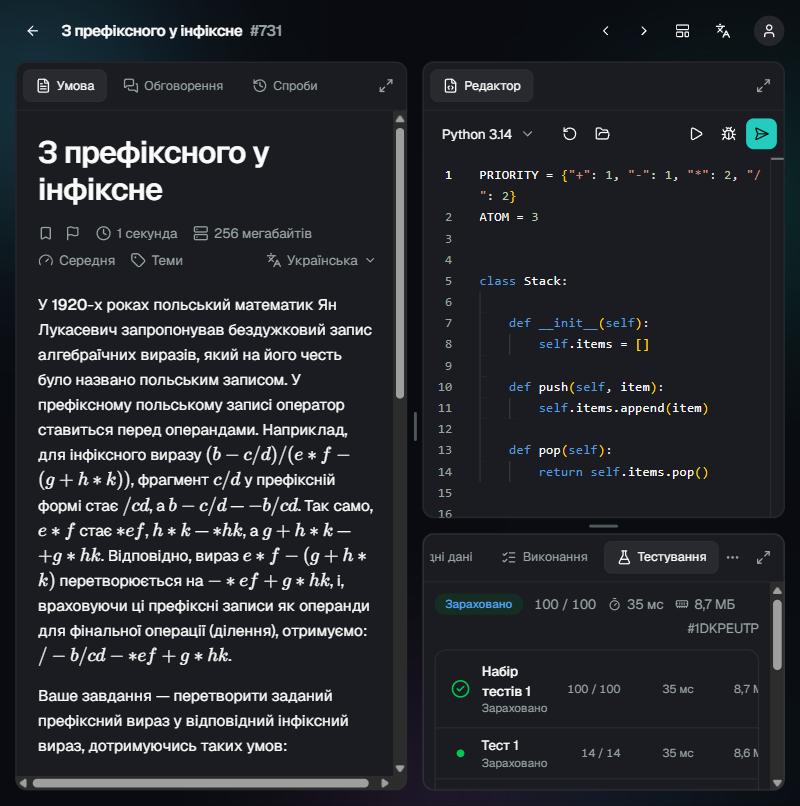 З префіксного у інфіксне #731
Умова Обговорення Спроби
З префіксного у
інфіксне
1 секунда 256 мегабайтів
Середня Теми Українська
У 1920-х роках польський математик Ян
Лукасевич запропонував бездужковий запис
алгебраїчних виразів, який на його честь
було названо польським записом. У
префіксному польському записі оператор
ставиться перед операндами. Наприклад,
для інфіксного виразу (b − c/d)/(e ∗ f −
(g + h ∗ k)), фрагмент c/d у префіксній
формі стає /cd, а b − c/d − −b/cd. Так само,
e ∗ f стає ∗ef, h ∗ k − ∗hk, а g + h ∗ k −
+g ∗ hk. Відповідно, вираз e ∗ f − (g + h ∗
k) перетворюється на − ∗ ef + g ∗ hk, і,
враховуючи ці префіксні записи як операнди
для фінальної операції (ділення), отримуємо:
/ − b/cd − ∗ef + g ∗ hk.
Ваше завдання — перетворити заданий
префіксний вираз у відповідний інфіксний
вираз, дотримуючись таких умов:
Редактор
Python 3.14
1 PRIORITY = {"+": 1, "-": 1, "*": 2, "/
": 2}
2 ATOM = 3
3
4
5 class Stack:
6
7 def __init__(self):
8 self.items = []
9
10 def push(self, item):
11 self.items.append(item)
12
13 def pop(self):
14 return self.items.pop()
15
16
дні дані Виконання Тестування
Зараховано 100 / 100 35 мс 8,7 МБ
#1DKPEUTP
Набір
тестів 1 100 / 100 35 мс 8,7 М
Зараховано
Тест 1 14 / 14 35 мс 8,6 М
Зараховано